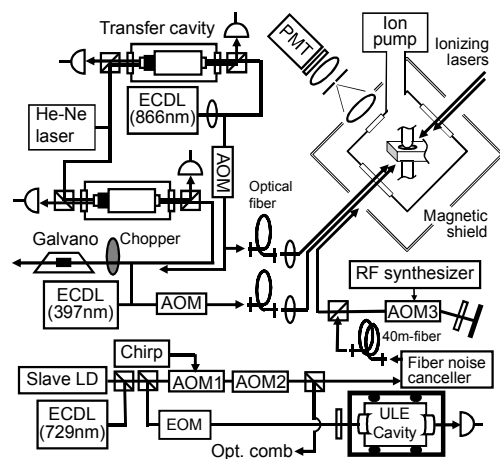 Transfer cavity
PMT
Ion
pump
Ionizing
lasers
ECDL
(866nm)
He-Ne
laser
AOM
Optical
fiber
Magnetic
shield
Galvano
Chopper
ECDL
(397nm)
AOM
RF synthesizer
AOM3
40m-fiber
Chirp
Slave LD
AOM1
AOM2
Fiber noise
canceller
ECDL
(729nm)
EOM
ULE
Cavity
Opt. comb